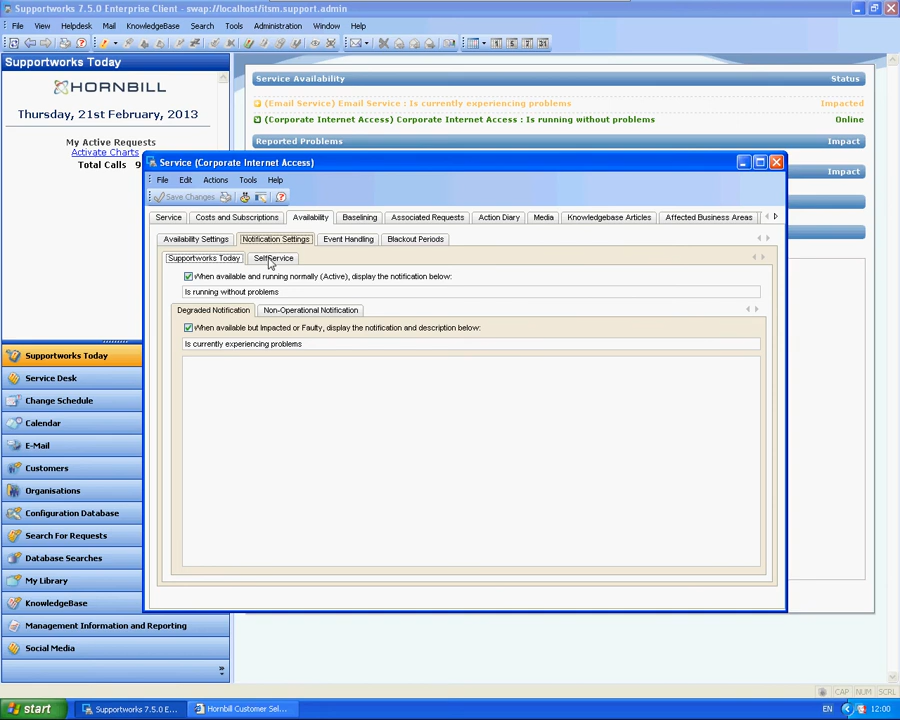 Supportworks 7.5.0 Enterprise Client - swap://localhost/itsm.support.admin
File Edit View Helpdesk Mail KnowledgeBase Search Tools Administration Window Help
Supportworks Today
HORNBILL
Thursday, 21st February, 2013
My Active Requests
Activate Charts
Total Calls 9
Service Availability Status
(Email Service) Email Service : Is currently experiencing problems Impacted
(Corporate Internet Access) Corporate Internet Access : Is running without problems Online
Reported Problems Impact
Impact
Service (Corporate Internet Access)
File Edit Actions Tools Help
Save Changes
Service Costs and Subscriptions Availability Baselining Associated Requests Action Diary Media Knowledgebase Articles Affected Business Areas
Availability Settings Notification Settings Event Handling Blackout Periods
Supportworks Today SelfService
When available and running normally (Active), display the notification below:
Is running without problems
Degraded Notification Non-Operational Notification
When available but Impacted or Faulty, display the notification and description below:
Is currently experiencing problems
Supportworks Today
Service Desk
Change Schedule
Calendar
E-Mail
Customers
Organisations
Configuration Database
Search For Requests
Database Searches
My Library
KnowledgeBase
Management Information and Reporting
Social Media
CAP NUM SCRL
start Supportworks 7.5.0 E... Hornbill Customer Sel... EN 12:00